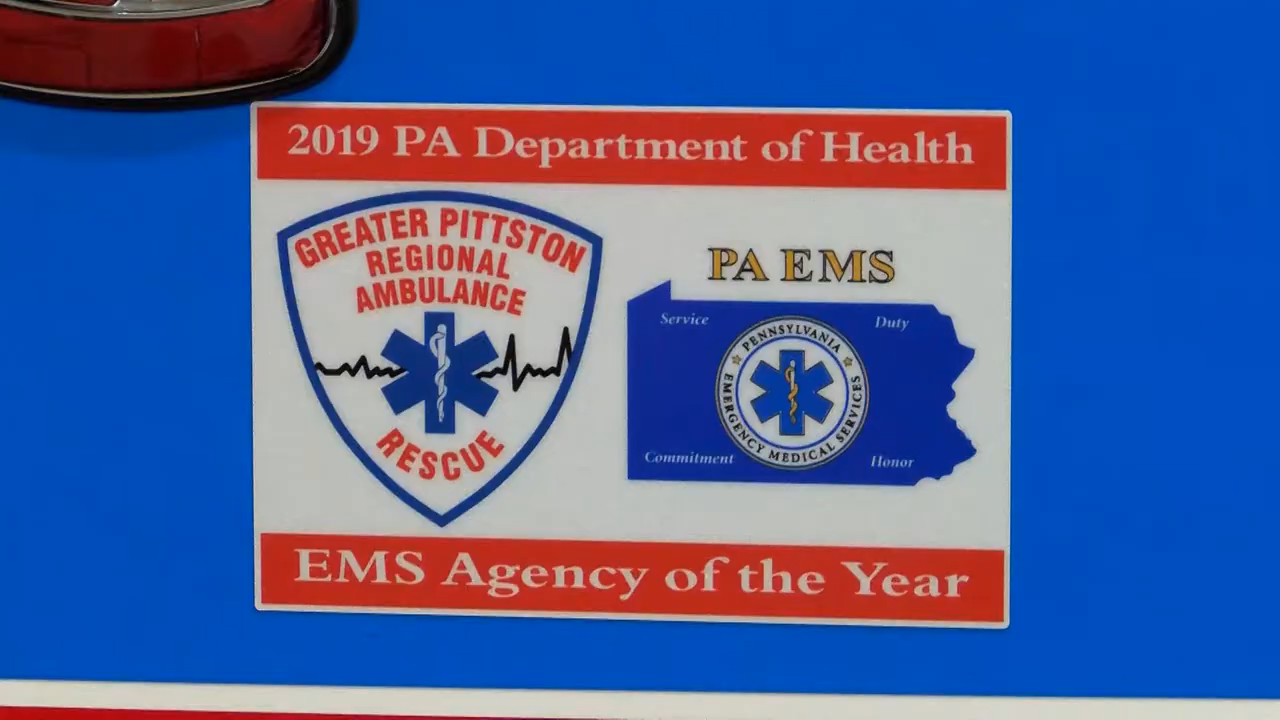 2019 PA Department of Health
GREATER PITTSTON
REGIONAL
AMBULANCE
RESCUE
PA EMS
Service
Duty
PENNSYLVANIA
EMERGENCY MEDICAL SERVICES
Commitment
Honor
EMS Agency of the Year